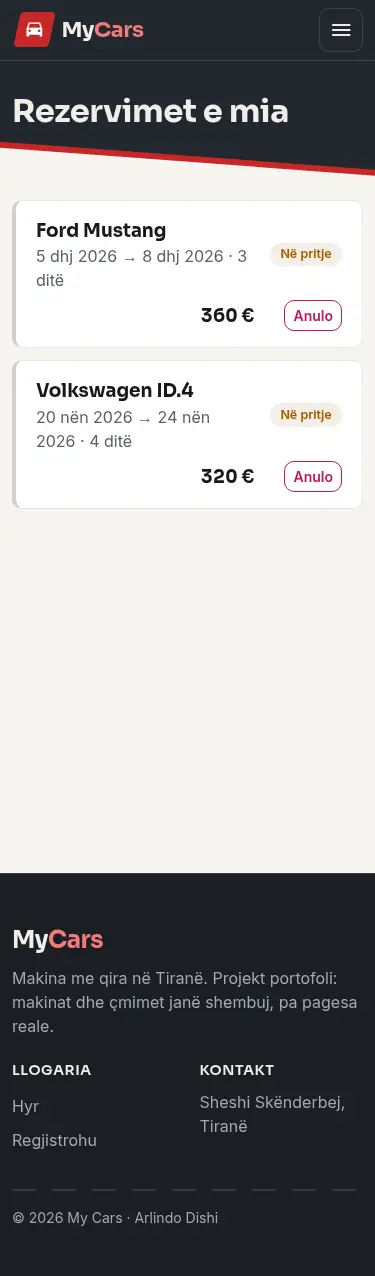 MyCars
Rezervimet e mia
Ford Mustang
5 dhj 2026 → 8 dhj 2026 · 3
ditë
Në pritje
360 €
Anulo
Volkswagen ID.4
20 nën 2026 → 24 nën
2026 · 4 ditë
Në pritje
320 €
Anulo
MyCars
Makina me qira në Tiranë. Projekt portofoli:
makinat dhe çmimet janë shembuj, pa pagesa
reale.
LLOGARIA
Hyr
Regjistrohu
KONTAKT
Sheshi Skënderbej,
Tiranë
© 2026 My Cars · Arlindo Dishi